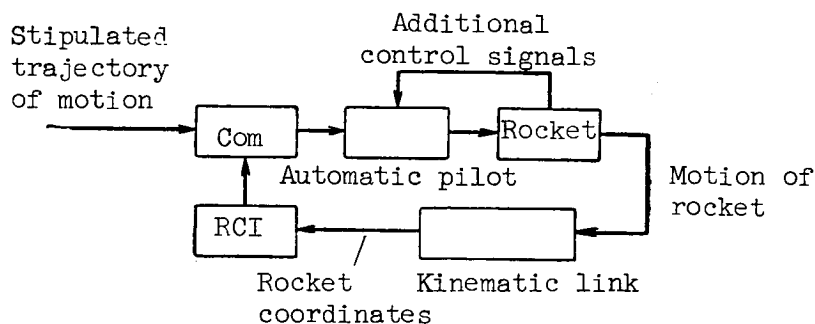 Additional
control signals
Stipulated
trajectory
of motion
Com
Rocket
Automatic pilot
Motion of
rocket
RCI
Rocket
coordinates
Kinematic link